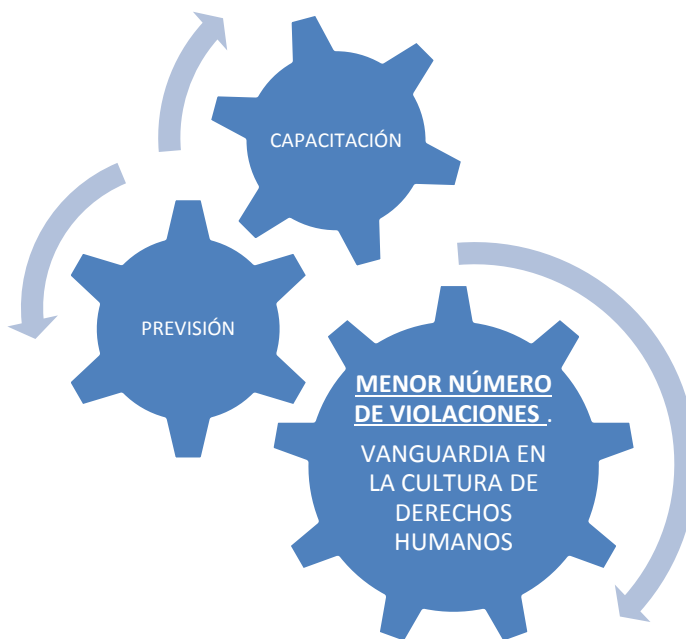 CAPACITACIÓN
PREVISIÓN
MENOR NÚMERO
DE VIOLACIONES .
VANGUARDIA EN
LA CULTURA DE
DERECHOS
HUMANOS